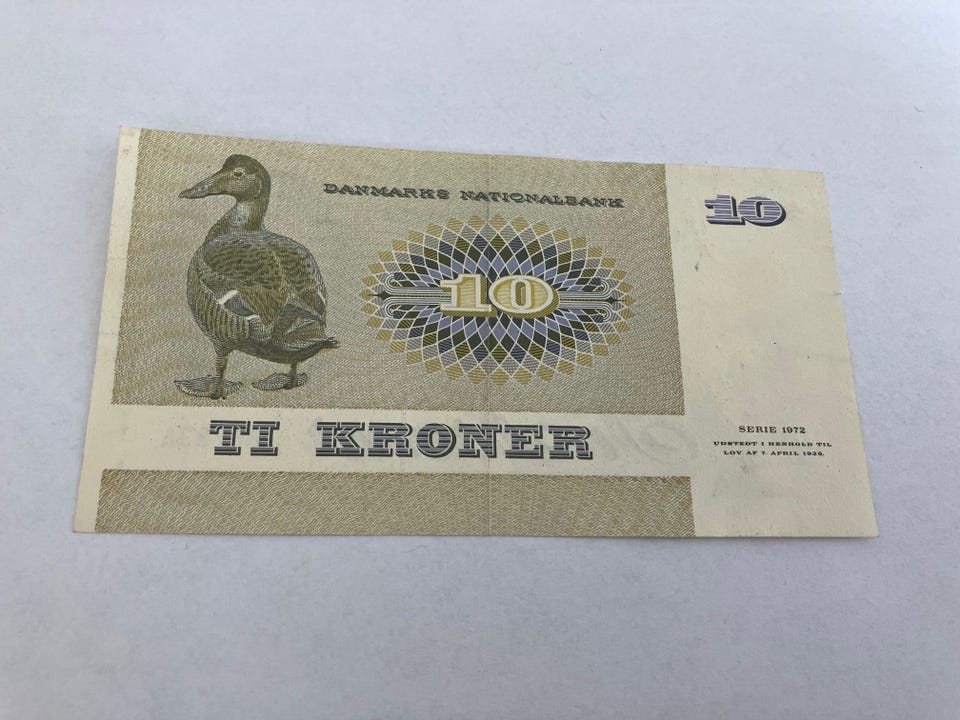 DANMARKS NATIONALBANK
10
10
TI KRONER
SERIE 1972
UDSTEDT I HENHOLD TIL
LOV AF 7. APRIL 1936.